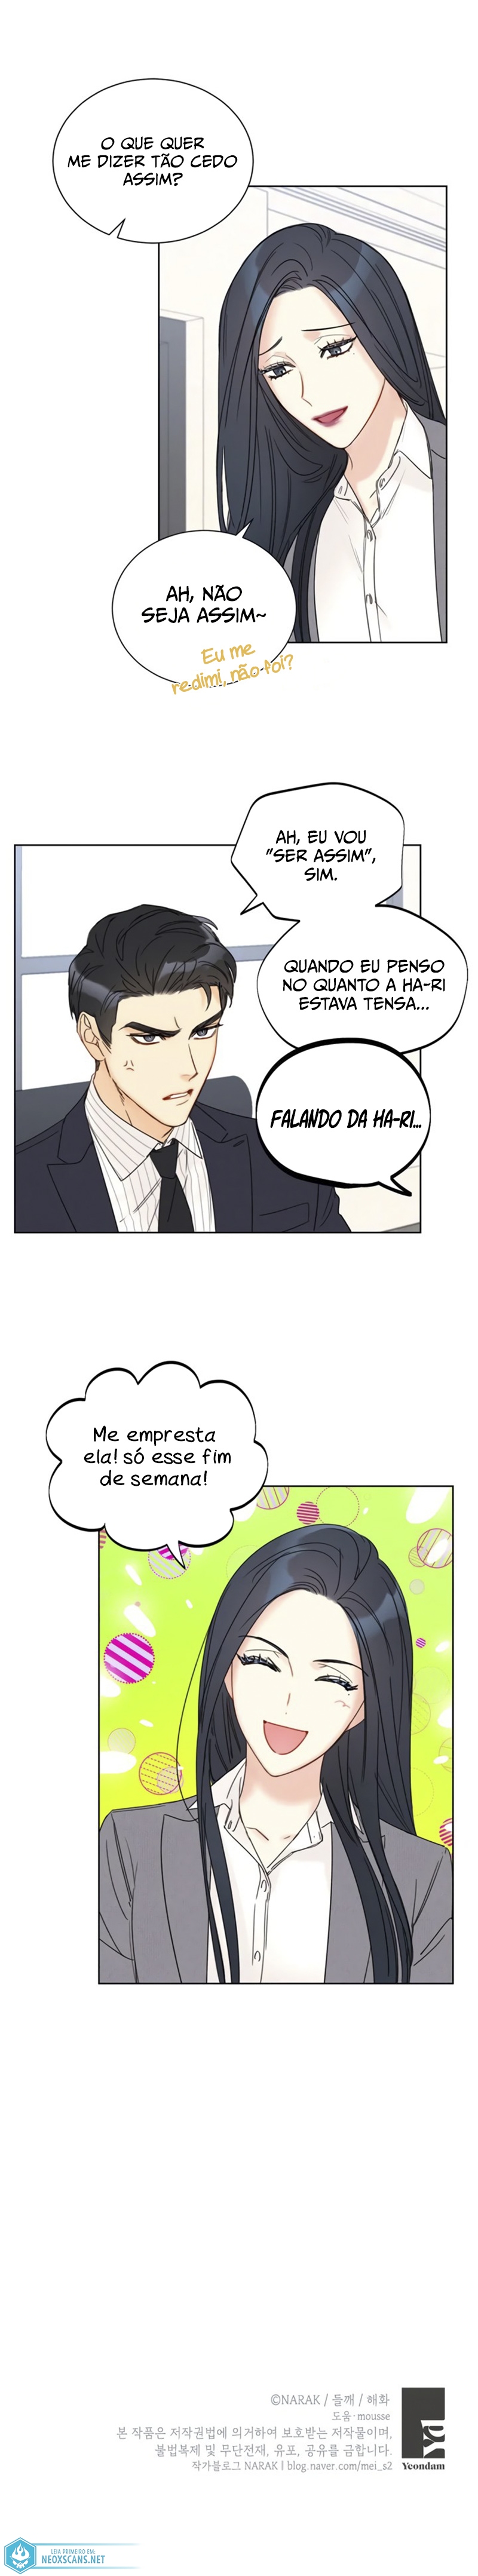 O QUE QUER
ME DIZER TÃO CEDO
ASSIM?
AH, NÃO
SEJA ASSIM~
Eu me
redimi, não foi?
AH, EU VOU
"SER ASSIM",
SIM.
QUANDO EU PENSO
NO QUANTO A HA-RI
ESTAVA TENSA...
FALANDO DA HA-RI...
Me empresta
ela! só esse fim
de semana!
©NARAK / 들깨 / 해화
도움·mousse
본 작품은 저작권법에 의거하여 보호받는 저작물이며,
불법복제 및 무단전재, 유포, 공유를 금합니다.
작가블로그 NARAK | blog.naver.com/mei_s2
Ya
Yeondam
LEIA PRIMEIRO EM:
NEOXSCANS.NET